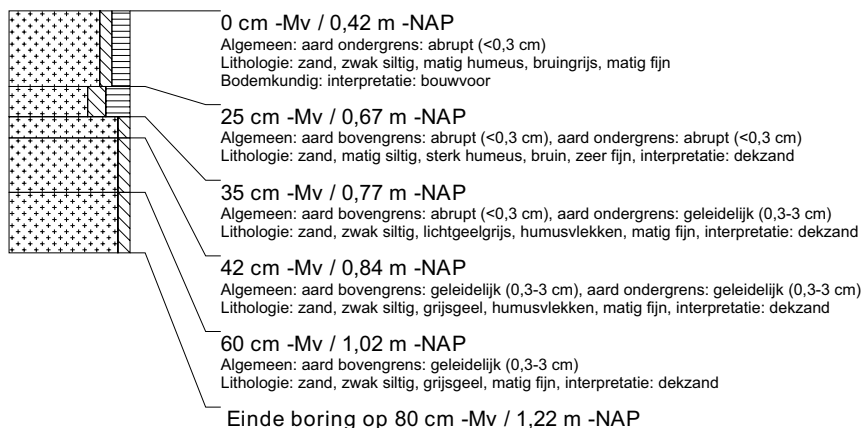 0 cm -Mv / 0,42 m -NAP
Algemeen: aard ondergrens: abrupt (<0,3 cm)
Lithologie: zand, zwak siltig, matig humeus, bruingrijs, matig fijn
Bodemkundig: interpretatie: bouwvoor
25 cm -Mv / 0,67 m -NAP
Algemeen: aard bovengrens: abrupt (<0,3 cm), aard ondergrens: abrupt (<0,3 cm)
Lithologie: zand, matig siltig, sterk humeus, bruin, zeer fijn, interpretatie: dekzand
35 cm -Mv / 0,77 m -NAP
Algemeen: aard bovengrens: abrupt (<0,3 cm), aard ondergrens: geleidelijk (0,3-3 cm)
Lithologie: zand, zwak siltig, lichtgeelgrijs, humusvlekken, matig fijn, interpretatie: dekzand
42 cm -Mv / 0,84 m -NAP
Algemeen: aard bovengrens: geleidelijk (0,3-3 cm), aard ondergrens: geleidelijk (0,3-3 cm)
Lithologie: zand, zwak siltig, grijsgeel, humusvlekken, matig fijn, interpretatie: dekzand
60 cm -Mv / 1,02 m -NAP
Algemeen: aard bovengrens: geleidelijk (0,3-3 cm)
Lithologie: zand, zwak siltig, grijsgeel, matig fijn, interpretatie: dekzand
Einde boring op 80 cm -Mv / 1,22 m -NAP